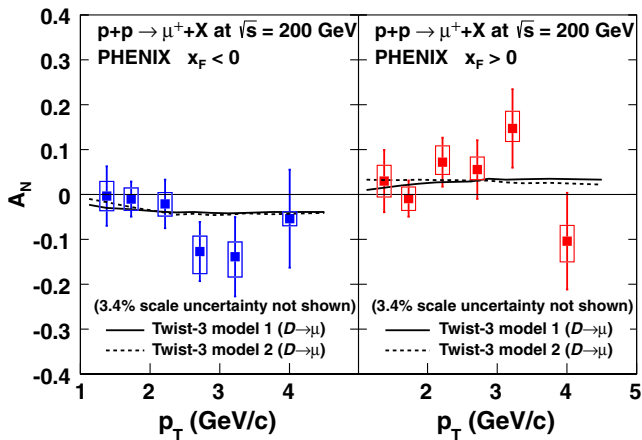 p+p → μ⁺+X at √s = 200 GeV
PHENIX x_F < 0
(3.4% scale uncertainty not shown)
Twist-3 model 1 (D→μ)
Twist-3 model 2 (D→μ)
p+p → μ⁺+X at √s = 200 GeV
PHENIX x_F > 0
(3.4% scale uncertainty not shown)
Twist-3 model 1 (D→μ)
Twist-3 model 2 (D→μ)
A_N
0.4
0.3
0.2
0.1
0
-0.1
-0.2
-0.3
-0.4
1 2 3 4
2 3 4 5
p_T (GeV/c)
p_T (GeV/c)